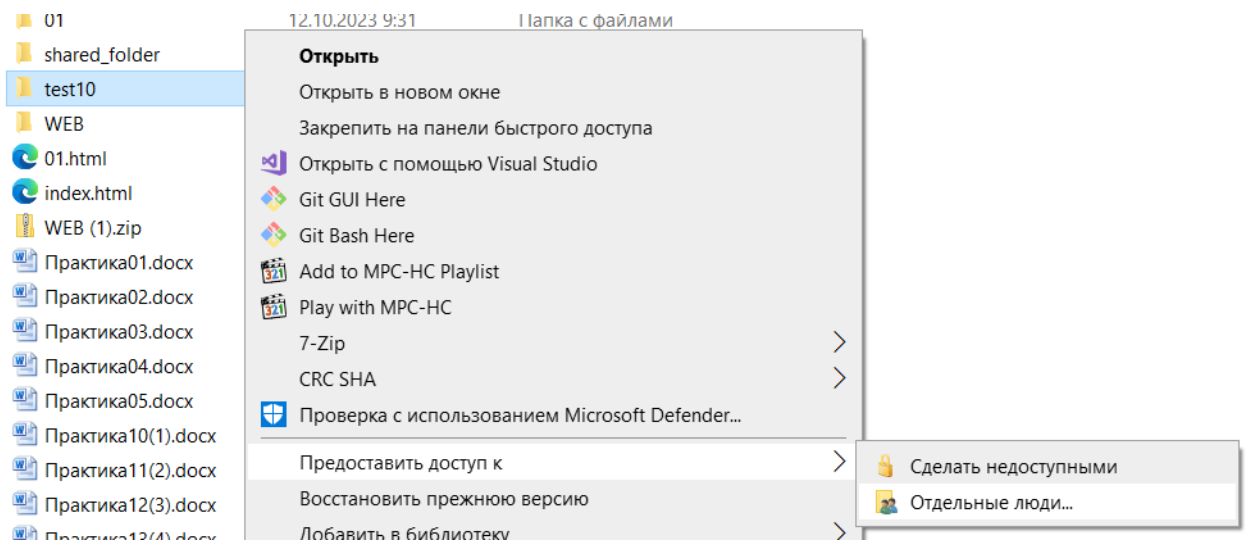 01 12.10.2023 9:31 Папка с файлами
shared_folder
test10
WEB
01.html
index.html
WEB (1).zip
Практика01.docx
Практика02.docx
Практика03.docx
Практика04.docx
Практика05.docx
Практика10(1).docx
Практика11(2).docx
Практика12(3).docx
Практика13(4).docx
Открыть
Открыть в новом окне
Закрепить на панели быстрого доступа
Открыть с помощью Visual Studio
Git GUI Here
Git Bash Here
Add to MPC-HC Playlist
Play with MPC-HC
7-Zip
CRC SHA
Проверка с использованием Microsoft Defender...
Предоставить доступ к
Восстановить прежнюю версию
Добавить в библиотеку
Сделать недоступными
Отдельные люди...